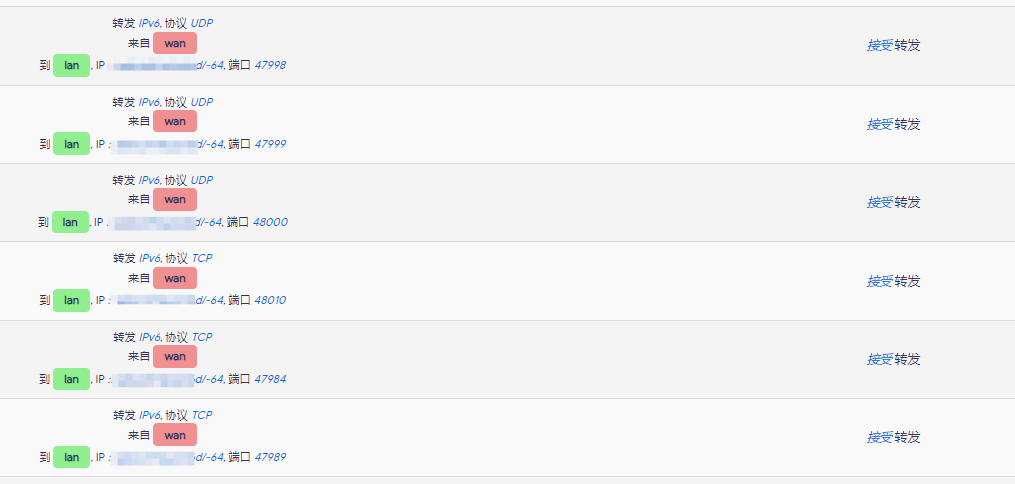 转发 IPv6, 协议 UDP
来自 wan
到 lan, IP d/-64, 端口 47998
接受转发
转发 IPv6, 协议 UDP
来自 wan
到 lan, IP : d/-64, 端口 47999
接受转发
转发 IPv6, 协议 UDP
来自 wan
到 lan, IP : d/-64, 端口 48000
接受转发
转发 IPv6, 协议 TCP
来自 wan
到 lan, IP : d/-64, 端口 48010
接受转发
转发 IPv6, 协议 TCP
来自 wan
到 lan, IP : d/-64, 端口 47984
接受转发
转发 IPv6, 协议 TCP
来自 wan
到 lan, IP : d/-64, 端口 47989
接受转发